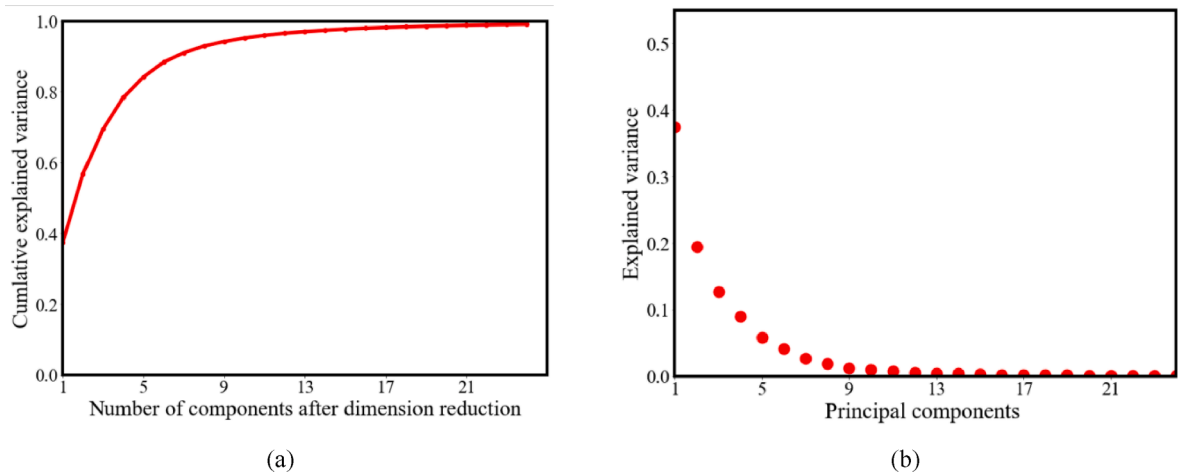 1.0
0.8
0.6
0.4
0.2
0.0
Cumlative explained variance
1 5 9 13 17 21
Number of components after dimension reduction
(a)
0.5
0.4
0.3
0.2
0.1
0.0
Explained variance
1 5 9 13 17 21
Principal components
(b)